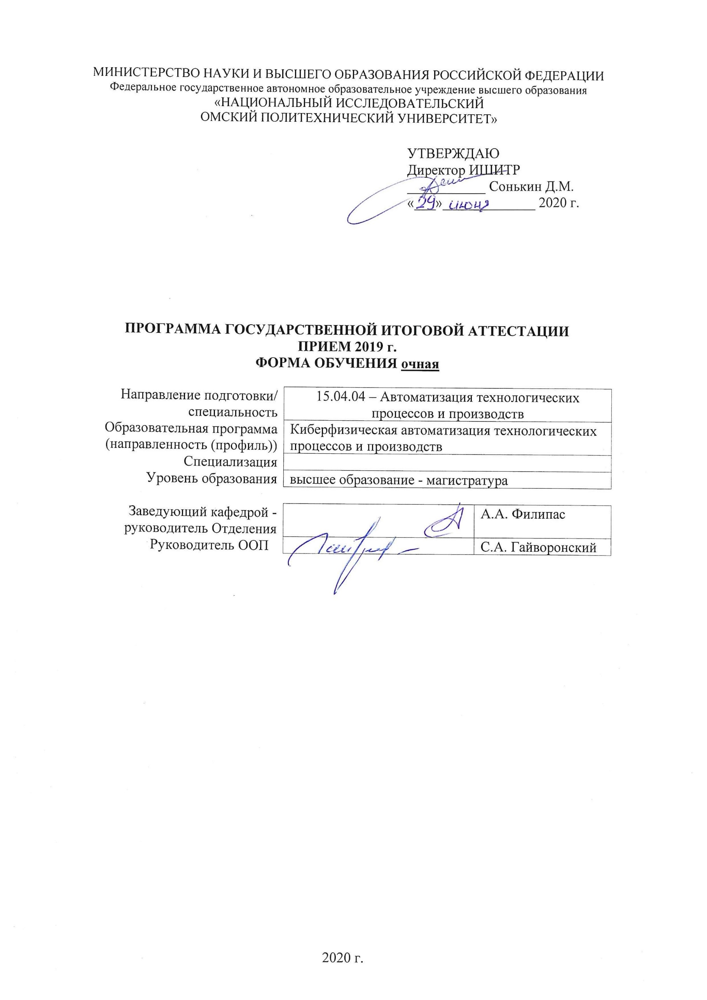 МИНИСТЕРСТВО НАУКИ И ВЫСШЕГО ОБРАЗОВАНИЯ РОССИЙСКОЙ ФЕДЕРАЦИИ
Федеральное государственное автономное образовательное учреждение высшего образования
«НАЦИОНАЛЬНЫЙ ИССЛЕДОВАТЕЛЬСКИЙ
ОМСКИЙ ПОЛИТЕХНИЧЕСКИЙ УНИВЕРСИТЕТ»
УТВЕРЖДАЮ
Директор ИШИТР
Сонькин Д.М.
«29» июня 2020 г.
ПРОГРАММА ГОСУДАРСТВЕННОЙ ИТОГОВОЙ АТТЕСТАЦИИ
ПРИЕМ 2019 г.
ФОРМА ОБУЧЕНИЯ очная
Направление подготовки/ 15.04.04 – Автоматизация технологических
специальность процессов и производств
Образовательная программа Киберфизическая автоматизация технологических
(направленность (профиль)) процессов и производств
Специализация
Уровень образования высшее образование - магистратура
Заведующий кафедрой - А.А. Филипас
руководитель Отделения
Руководитель ООП С.А. Гайворонский
2020 г.